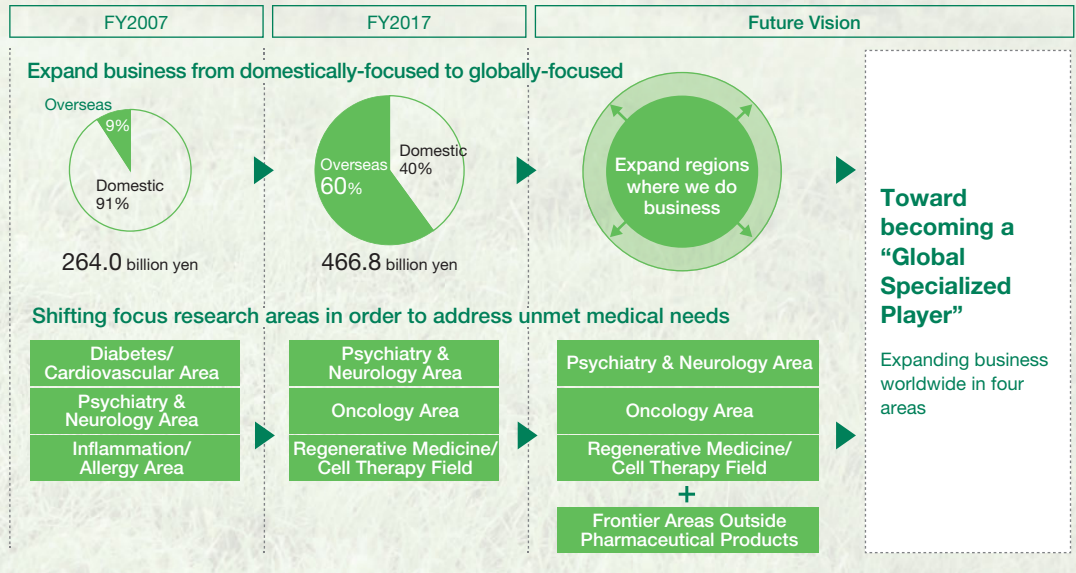 FY2007
FY2017
Future Vision
Expand business from domestically-focused to globally-focused
Overseas
9%
Domestic
91%
264.0 billion yen
Overseas
60%
Domestic
40%
466.8 billion yen
Expand regions
where we do
business
Shifting focus research areas in order to address unmet medical needs
Diabetes/
Cardiovascular Area
Psychiatry &
Neurology Area
Inflammation/
Allergy Area
Psychiatry &
Neurology Area
Oncology Area
Regenerative Medicine/
Cell Therapy Field
Psychiatry & Neurology Area
Oncology Area
Regenerative Medicine/
Cell Therapy Field
+
Frontier Areas Outside
Pharmaceutical Products
Toward
becoming a
“Global
Specialized
Player”
Expanding business
worldwide in four
areas